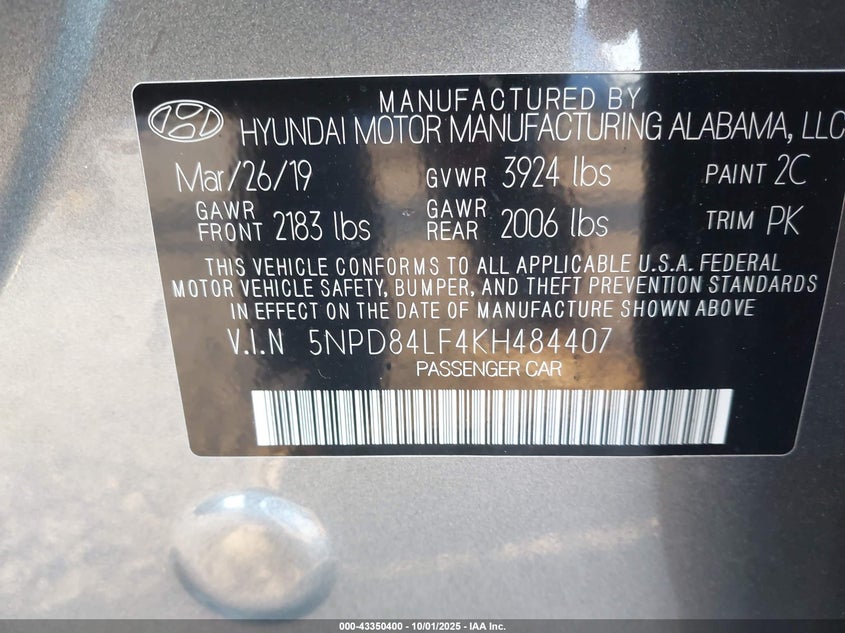 MANUFACTURED BY
HYUNDAI MOTOR MANUFACTURING ALABAMA, LLC
Mar/26/19 GVWR 3924 lbs PAINT 2C
GAWR FRONT 2183 lbs GAWR REAR 2006 lbs TRIM PK
THIS VEHICLE CONFORMS TO ALL APPLICABLE U.S.A. FEDERAL
MOTOR VEHICLE SAFETY, BUMPER, AND THEFT PREVENTION STANDARDS
IN EFFECT ON THE DATE OF MANUFACTURE SHOWN ABOVE
V.I.N 5NPD84LF4KH484407
PASSENGER CAR
000-43350400 - 10/01/2025 - IAA Inc.